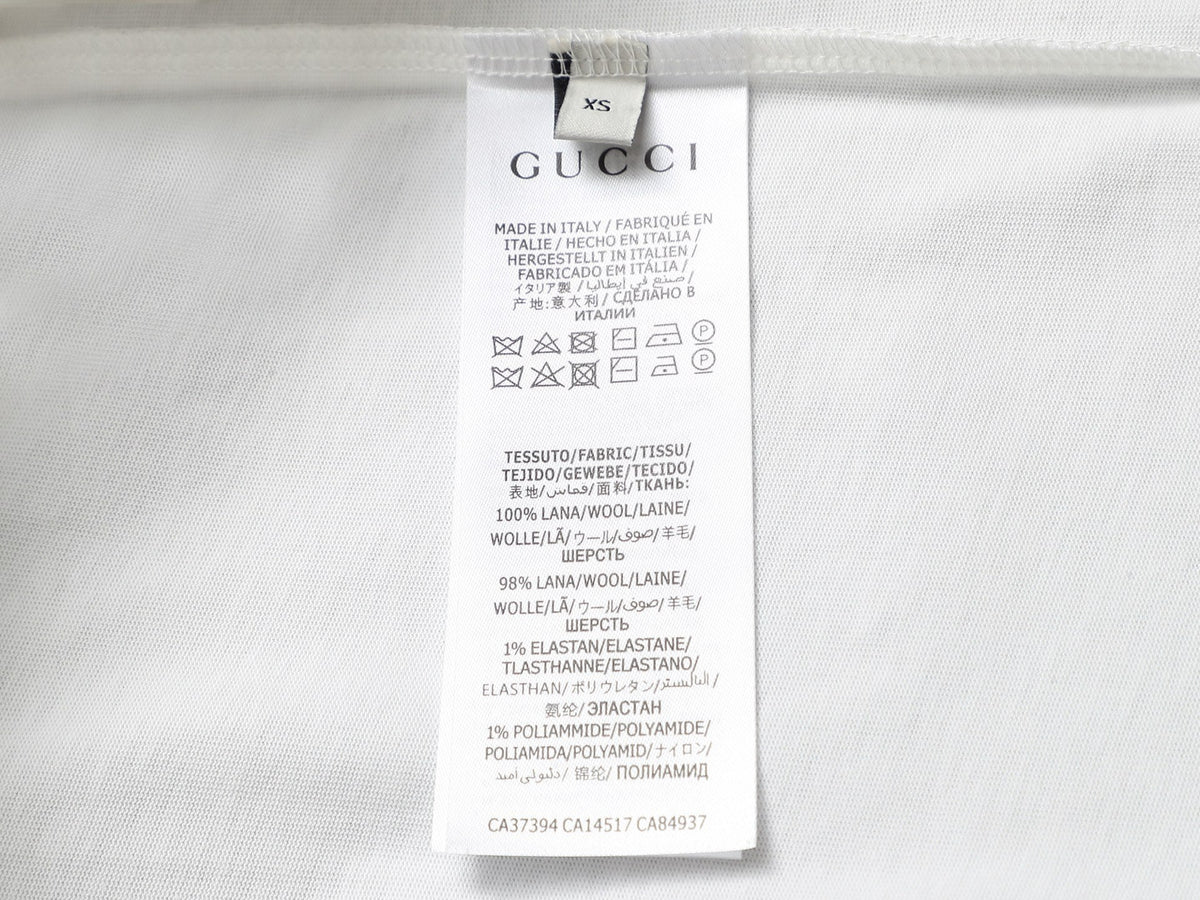 XS
GUCCI
MADE IN ITALY / FABRIQUÉ EN
ITALIE / HECHO EN ITALIA /
HERGESTELLT IN ITALIEN /
FABRICADO EM ITÁLIA /
イタリア製 / صنع في إيطاليا /
产地:意大利 / СДЕЛАНО В
ИТАЛИИ
P
P
TESSUTO/FABRIC/TISSU/
TEJIDO/GEWEBE/TECIDO/
表地/قماش/面料/ТКАНЬ:
100% LANA/WOOL/LAINE/
WOLLE/LÃ/ウール/صوف/羊毛/
ШЕРСТЬ
98% LANA/WOOL/LAINE/
WOLLE/LÃ/ウール/صوف/羊毛/
ШЕРСТЬ
1% ELASTAN/ELASTANE/
TLASTHANNE/ELASTANO/
ELASTHAN/ポリウレタン/
氨纶/ЭЛАСТАН
1% POLIAMMIDE/POLYAMIDE/
POLIAMIDA/POLYAMID/ナイロン/
锦纶/ ПОЛИАМИД
CA37394 CA14517 CA84937